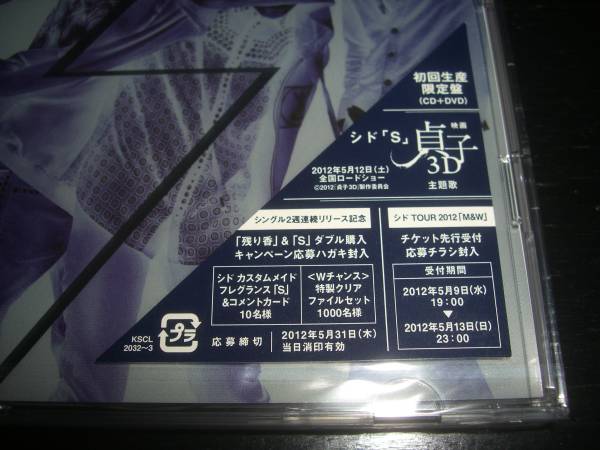 初回生産
限定盤
(CD+DVD)
シド「S」
映画
貞子
3D
主題歌
2012年5月12日(土)
全国ロードショー
©2012「貞子3D」製作委員会
シングル2週連続リリース記念
「残り香」&「S」ダブル購入
キャンペーン応募ハガキ封入
シド カスタムメイド
フレグランス「S」
&コメントカード
10名様
<Wチャンス>
特製クリア
ファイルセット
1000名様
応募締切
2012年5月31日(木)
当日消印有効
シド TOUR 2012「M&W」
チケット先行受付
応募チラシ封入
受付期間
2012年5月9日(水)
19:00
▼
2012年5月13日(日)
23:00
プラ
KSCL
2032〜3